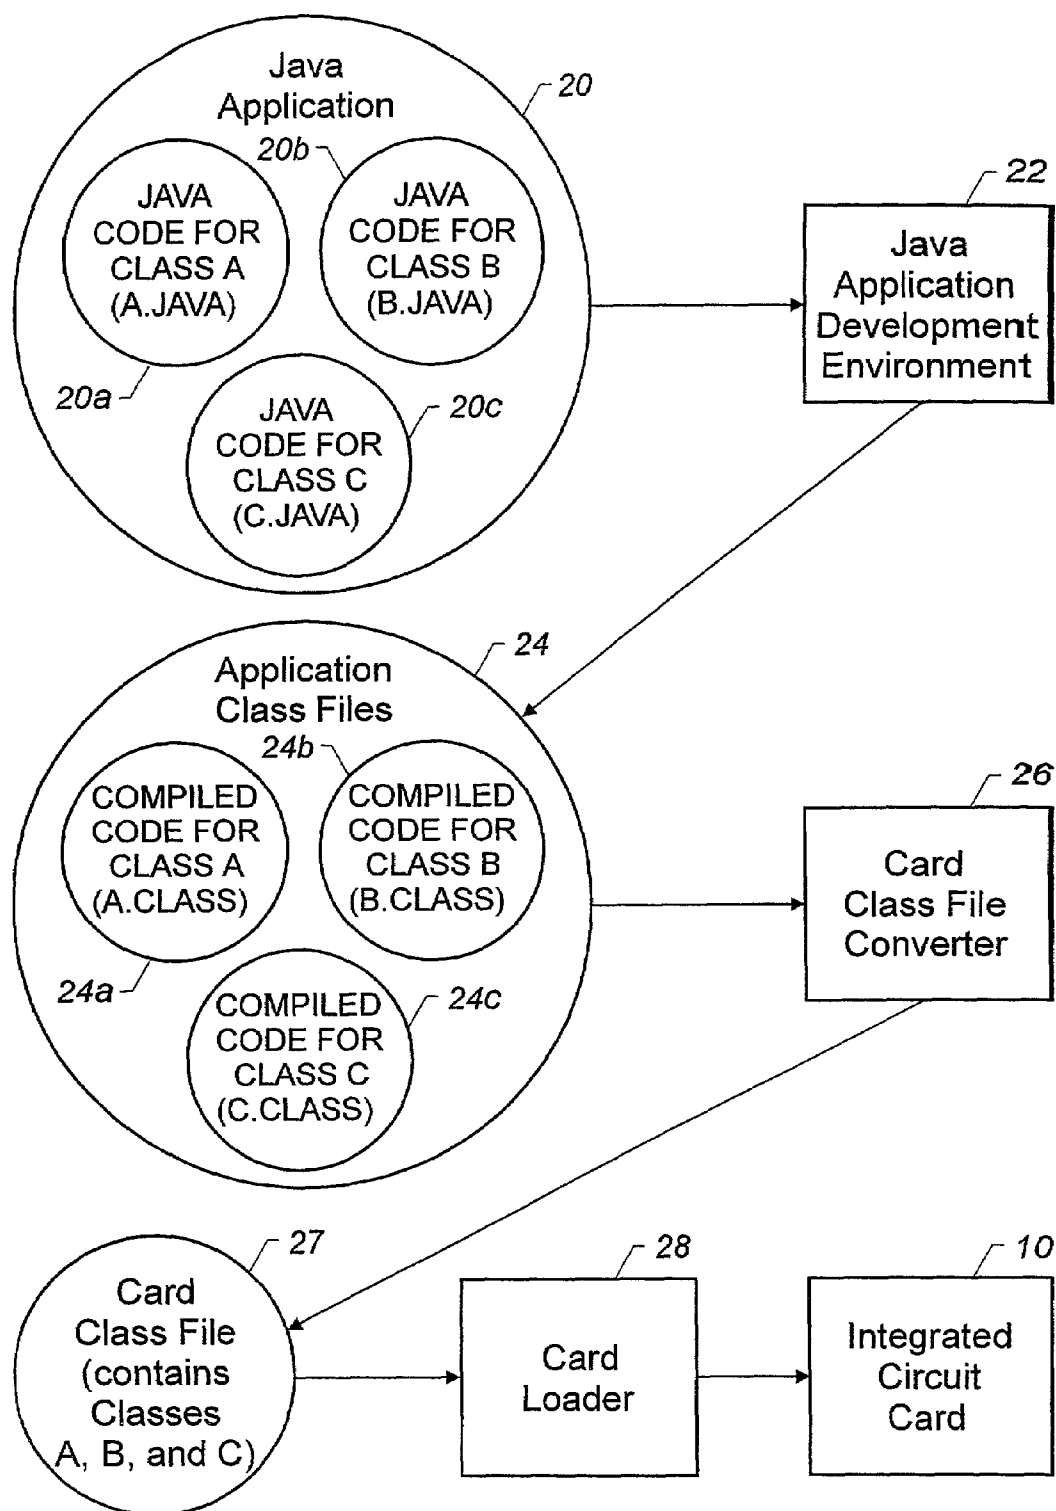 Java
Application
20
20b
JAVA
CODE FOR
CLASS A
(A.JAVA)
JAVA
CODE FOR
CLASS B
(B.JAVA)
22
Java
Application
Development
Environment
20a
20c
JAVA
CODE FOR
CLASS C
(C.JAVA)
24
Application
Class Files
24b
COMPILED
CODE FOR
CLASS A
(A.CLASS)
COMPILED
CODE FOR
CLASS B
(B.CLASS)
26
Card
Class File
Converter
24a
24c
COMPILED
CODE FOR
CLASS C
(C.CLASS)
27
Card
Class File
(contains
Classes
A, B, and C)
28
Card
Loader
10
Integrated
Circuit
Card